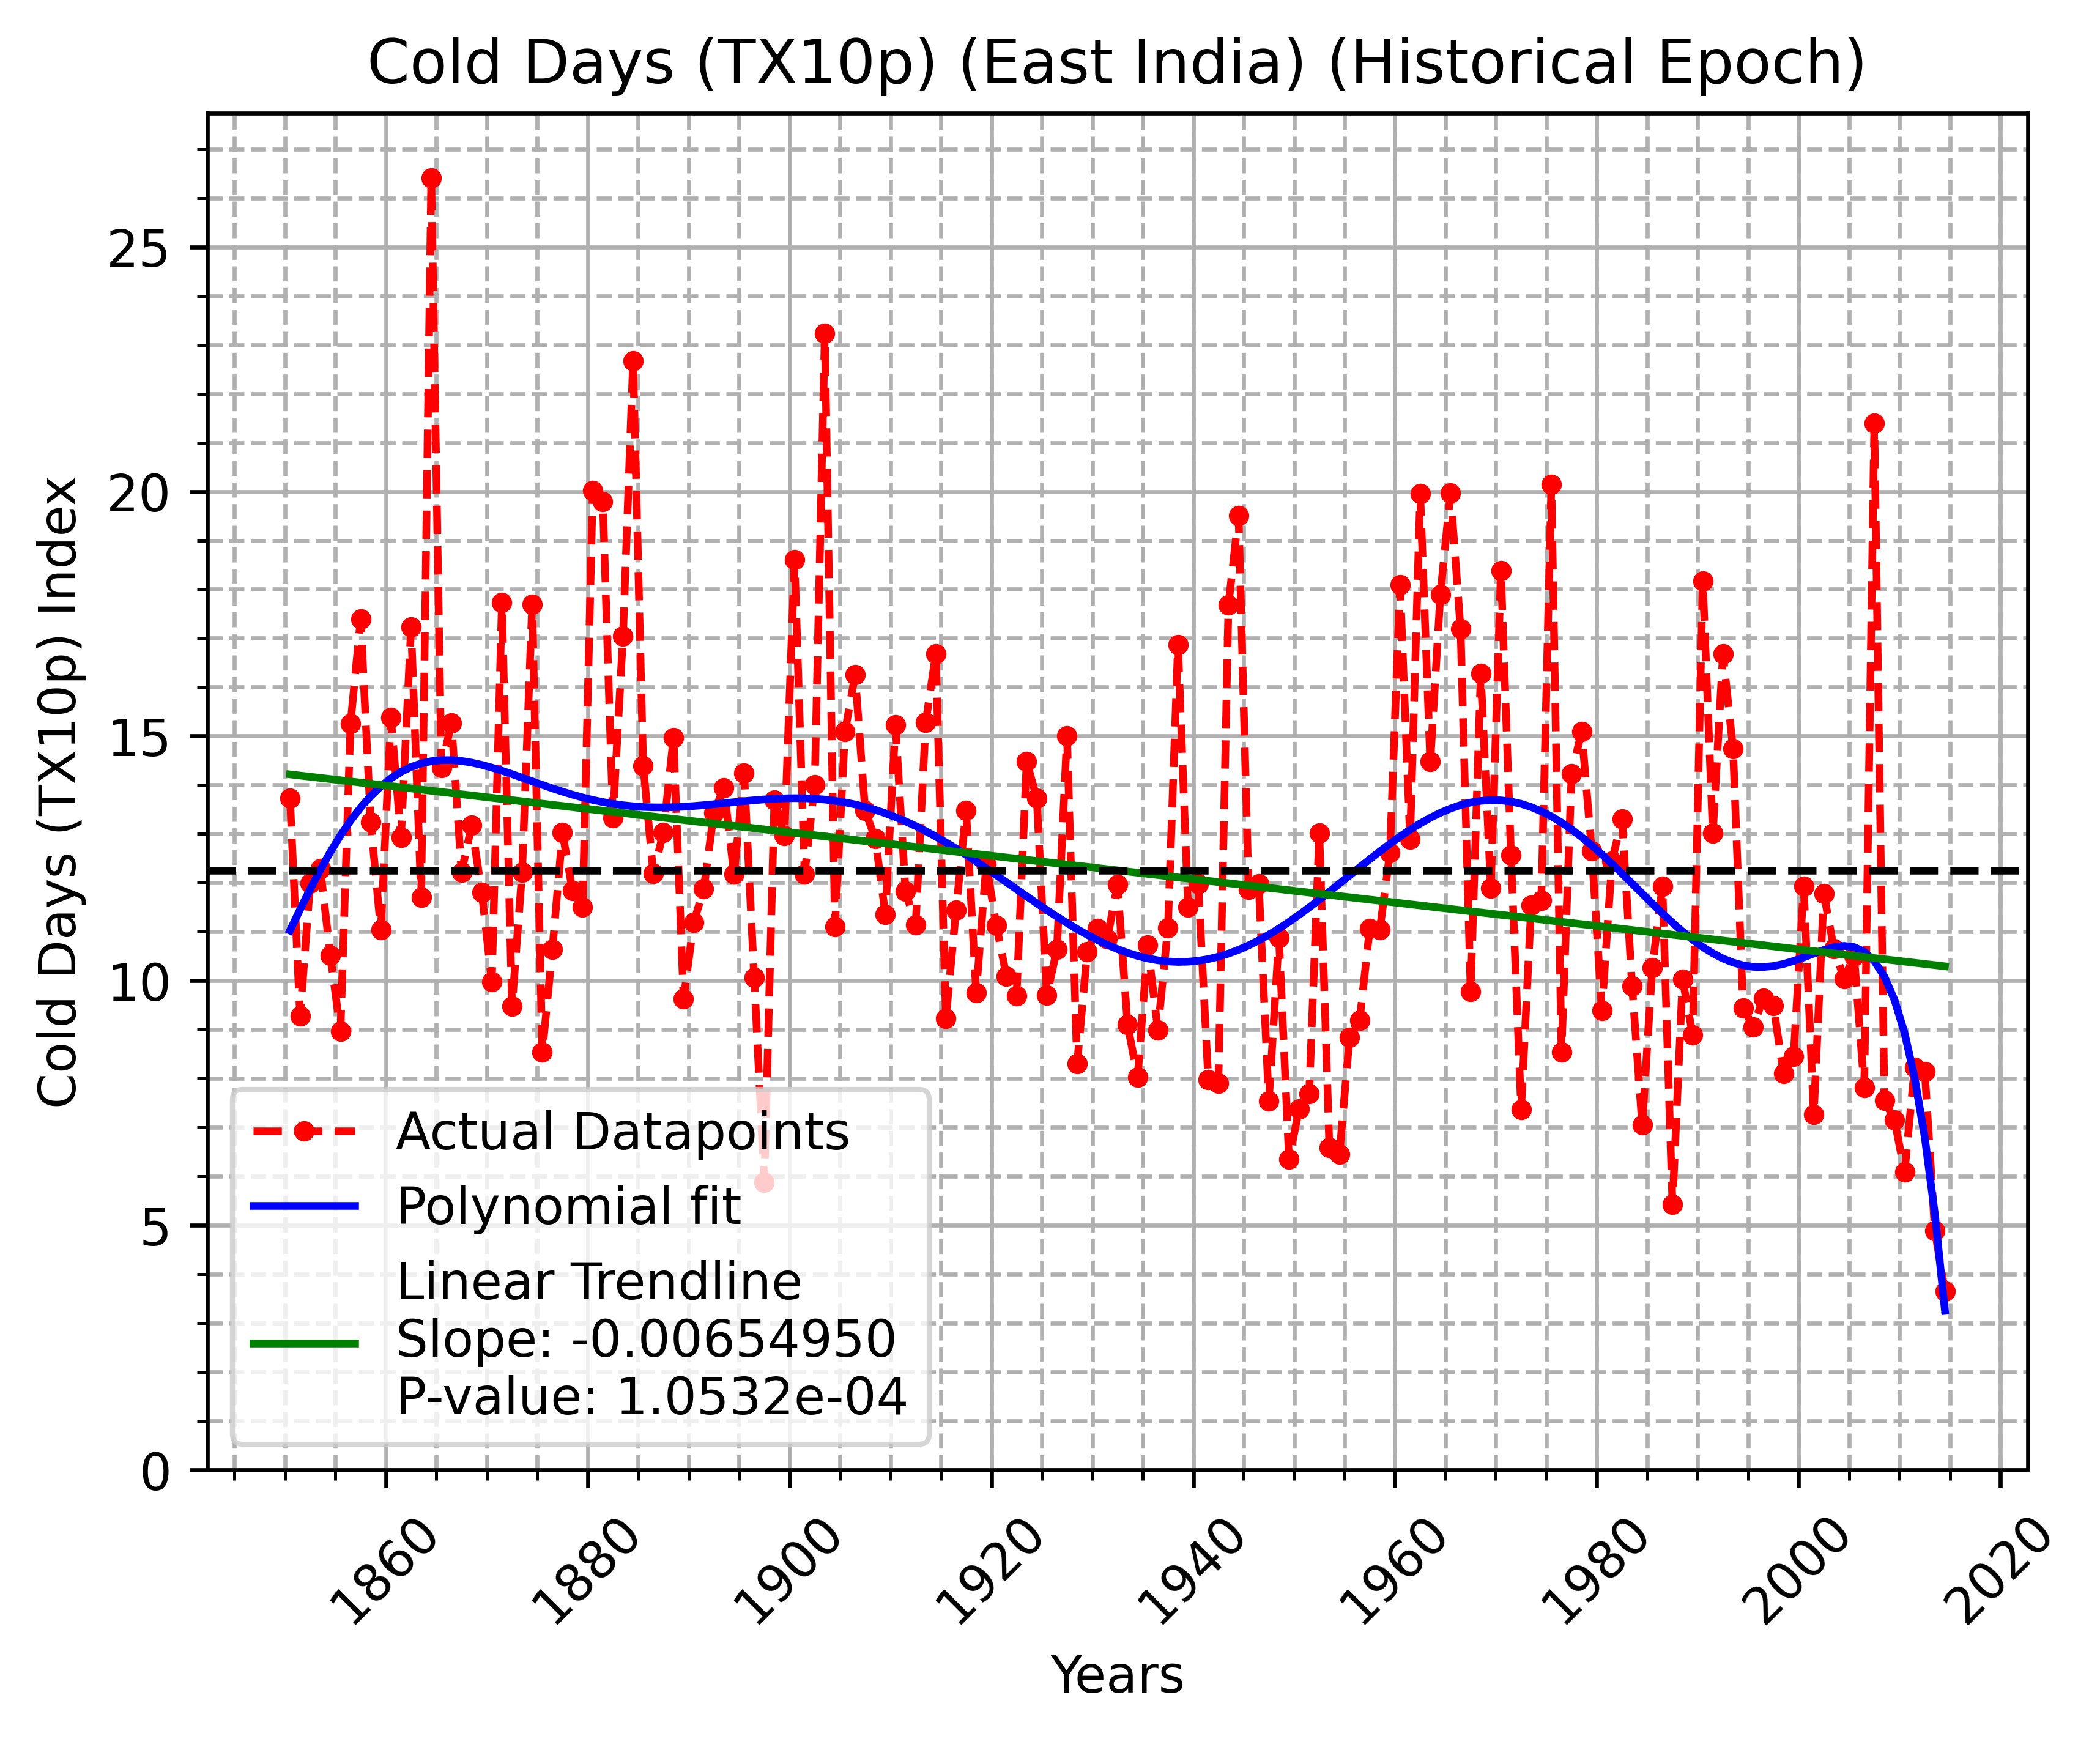 Cold Days (TX10p) (East India) (Historical Epoch)
Cold Days (TX10p) Index
25
20
15
10
5
0
Actual Datapoints
Polynomial fit
Linear Trendline
Slope: -0.00654950
P-value: 1.0532e-04
1860
1880
1900
1920
1940
1960
1980
2000
2020
Years